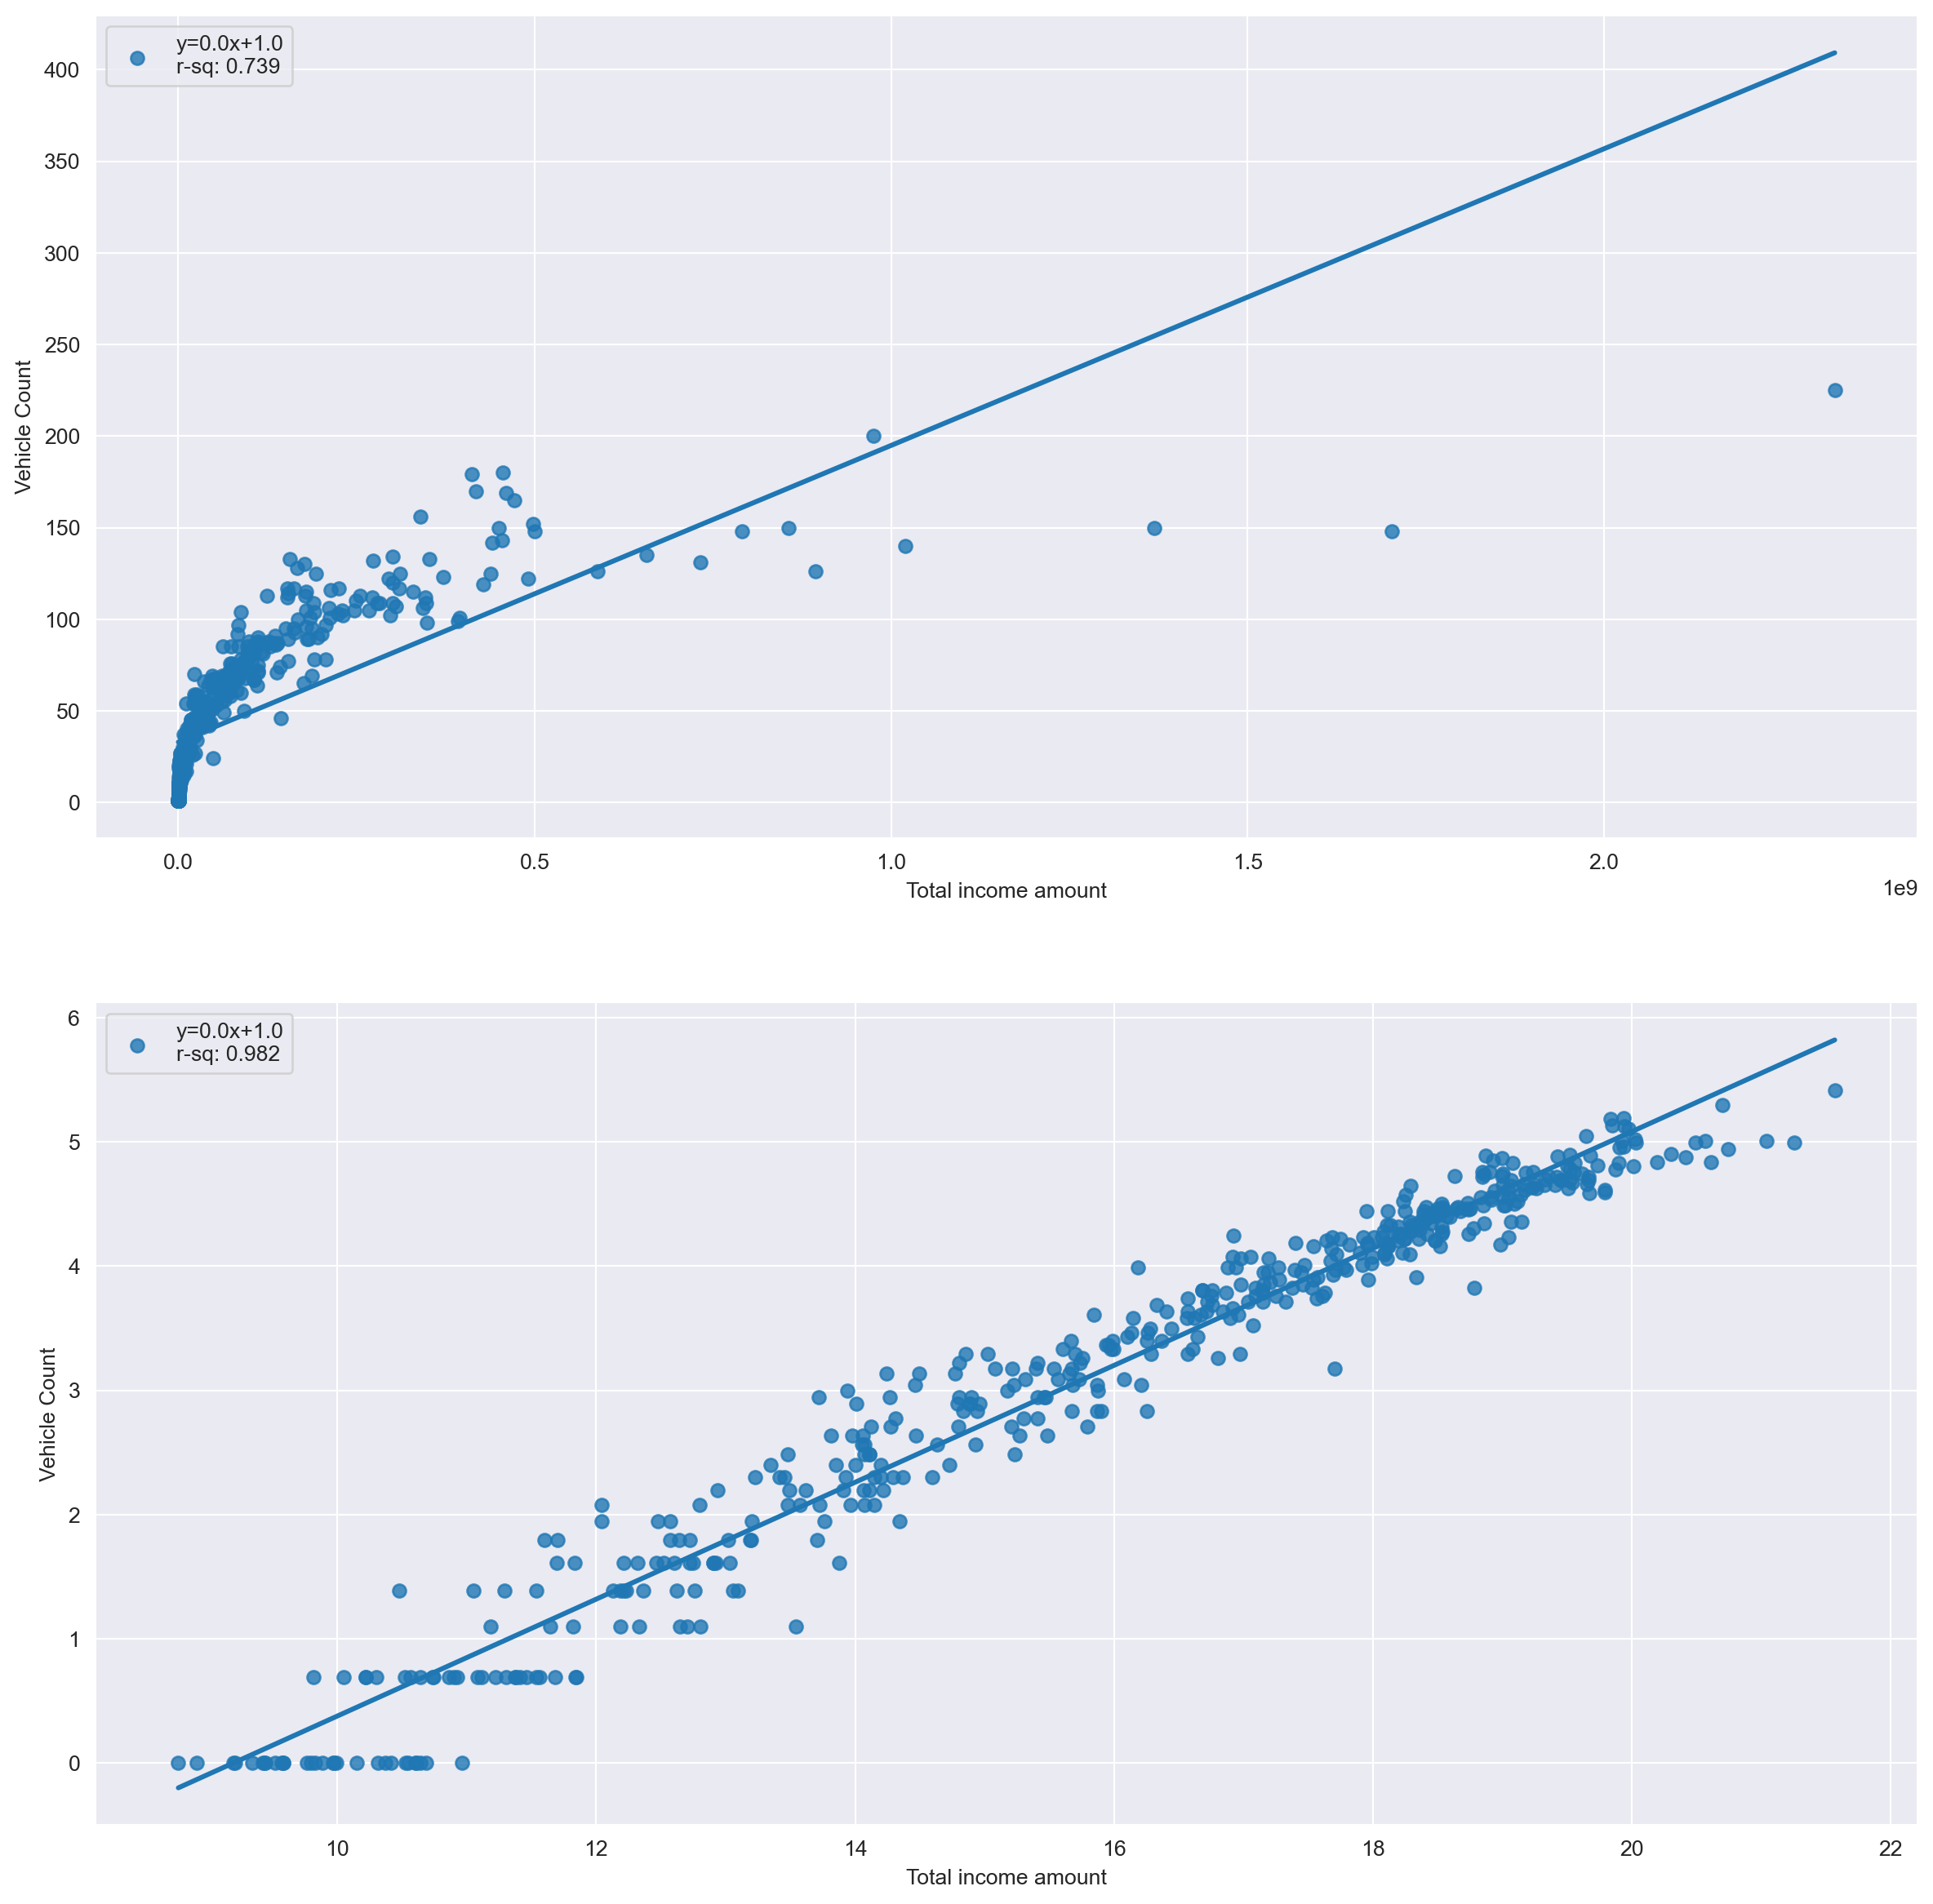 y=0.0x+1.0
r-sq: 0.739
400
350
300
250
200
150
100
50
0
Vehicle Count
0.0 0.5 1.0 1.5 2.0
1e9
Total income amount
y=0.0x+1.0
r-sq: 0.982
6
5
4
3
2
1
0
Vehicle Count
10 12 14 16 18 20 22
Total income amount